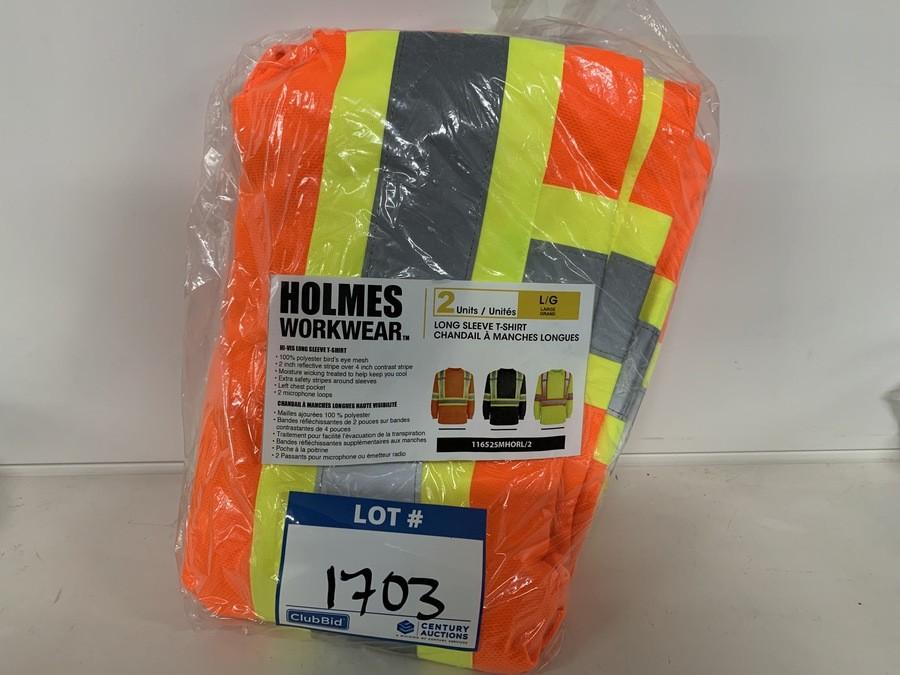 HOLMES
WORKWEAR™
HI-VIS LONG SLEEVE T-SHIRT
• 100% polyester bird's eye mesh
• 2 inch reflective stripe over 4 inch contrast stripe
• Moisture wicking treated to help keep you cool
• Extra safety stripes around sleeves
• Left chest pocket
• 2 microphone loops
CHANDAIL À MANCHES LONGUES HAUTE VISIBILITÉ
• Mailles ajourées 100 % polyester
• Bandes réfléchissantes de 2 pouces sur bandes
contrastantes de 4 pouces
• Traitement pour facilité l'évacuation de la transpiration
• Bandes réfléchissantes supplémentaires aux manches
• Poche à la poitrine
• 2 Passants pour microphone ou émetteur radio
2 Units / Unités
L/G
LARGE
GRAND
LONG SLEEVE T-SHIRT
CHANDAIL À MANCHES LONGUES
116525MHORL/2
LOT #
1703
ClubBid
CENTURY
AUCTIONS
A DIVISION OF CENTURY SERVICES